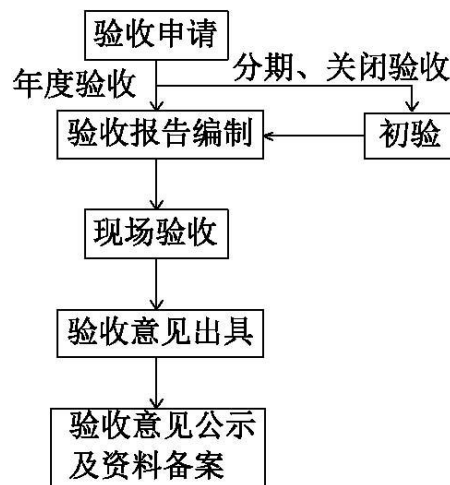 验收申请
年度验收
分期、关闭验收
验收报告编制
初验
现场验收
验收意见出具
验收意见公示
及资料备案